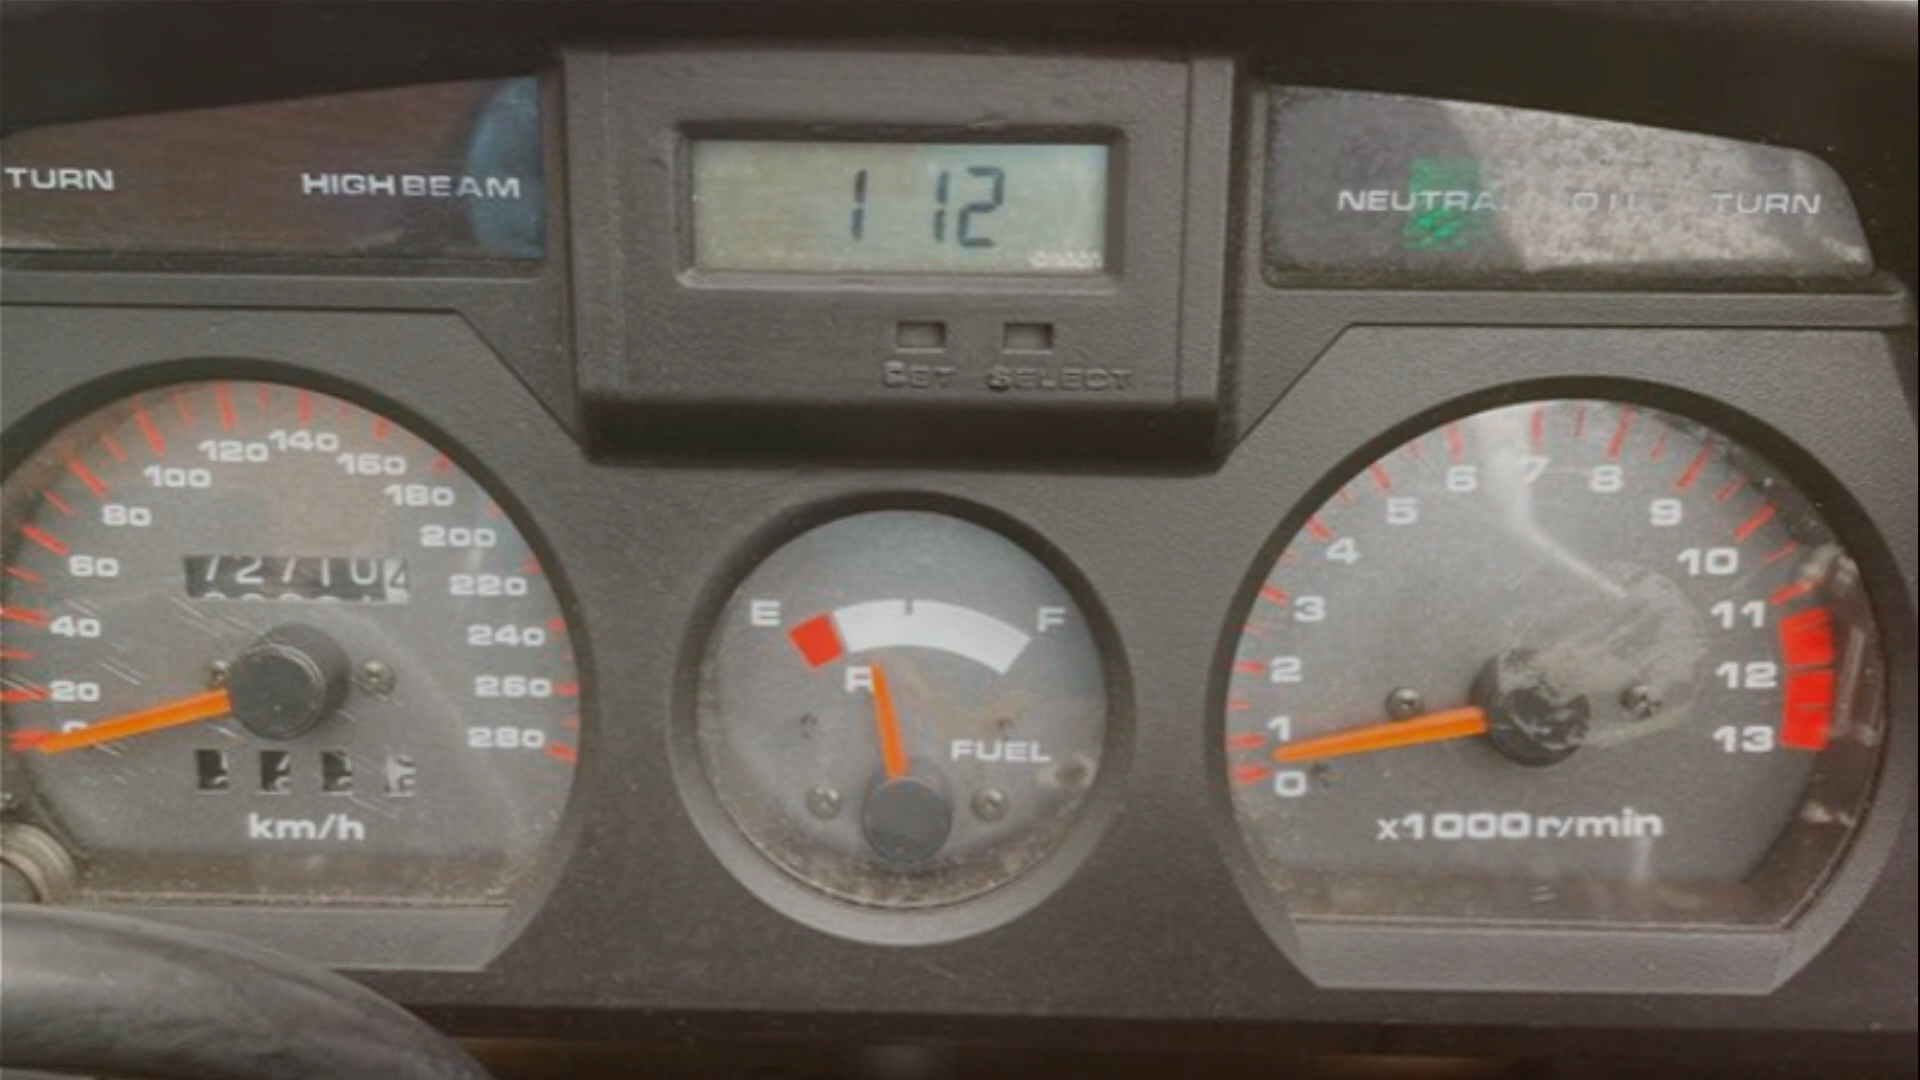 TURN HIGH BEAM
1 12
NEUTRAL OIL TURN
SET SELECT
0 20 40 60 80 100 120 140 160 180 200 220 240 260 280
72710
km/h
E F
R
FUEL
0 1 2 3 4 5 6 7 8 9 10 11 12 13
x1000r/min